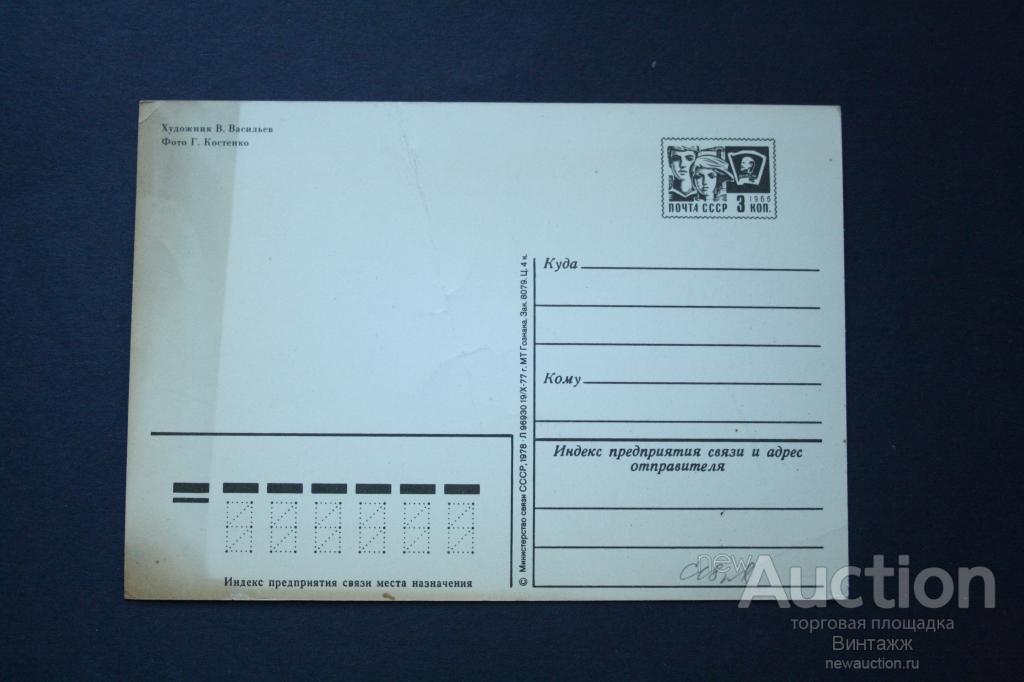 Художник В. Васильев
Фото Г. Костенко
1966
ПОЧТА СССР 3 КОП.
Куда
Кому
Индекс предприятия связи и адрес
отправителя
© Министерство связи СССР, 1978 · Л 96930 19/X-77 г. МТ Гознака. Зак. 8079. Ц. 4 к.
Индекс предприятия связи места назначения
newAuction
торговая площадка
Винтажж
newauction.ru